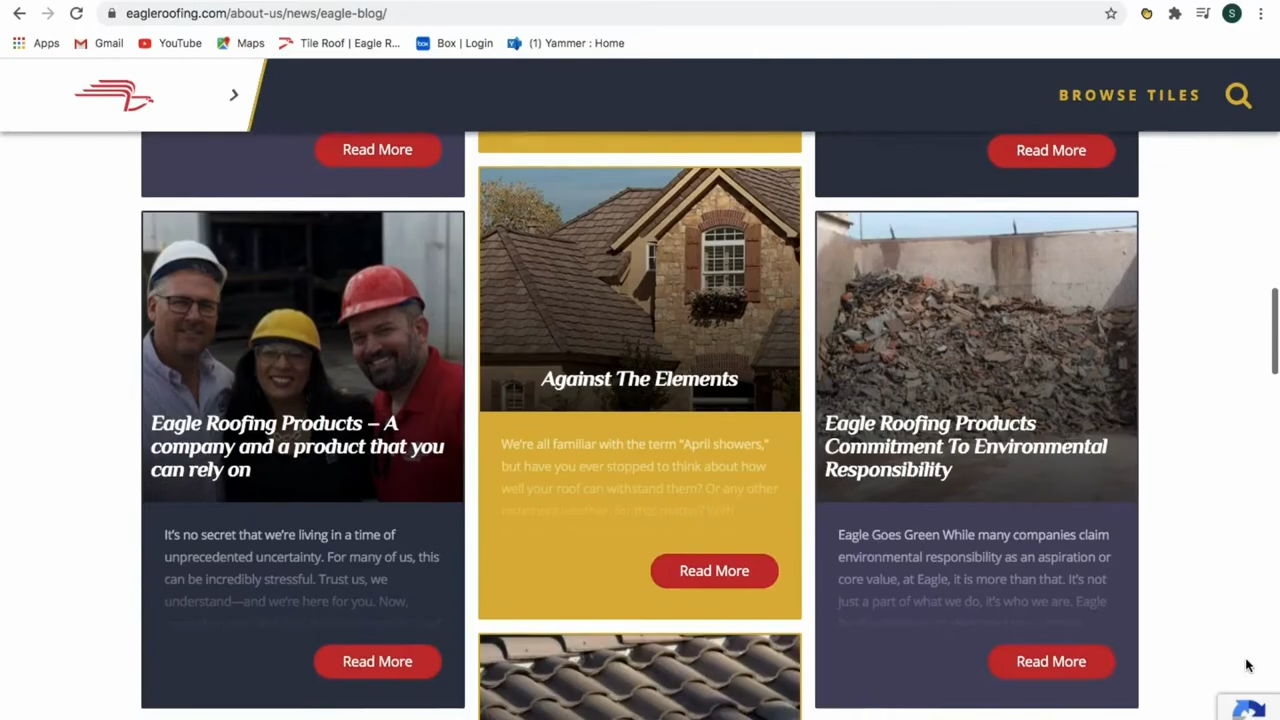 eagleroofing.com/about-us/news/eagle-blog/
S
Apps
Gmail
YouTube
Maps
Tile Roof | Eagle R...
box
Box | Login
(1) Yammer : Home
BROWSE TILES
Read More
Read More
Eagle Roofing Products – A
company and a product that you
can rely on
It's no secret that we're living in a time of
unprecedented uncertainty. For many of us, this
can be incredibly stressful. Trust us, we
understand—and we're here for you. Now,
Read More
Against The Elements
We're all familiar with the term "April showers,"
but have you ever stopped to think about how
well your roof can withstand them? Or any other
inclement weather, for that matter? With
Read More
Eagle Roofing Products
Commitment To Environmental
Responsibility
Eagle Goes Green While many companies claim
environmental responsibility as an aspiration or
core value, at Eagle, it is more than that. It's not
just a part of what we do, it's who we are. Eagle
Read More